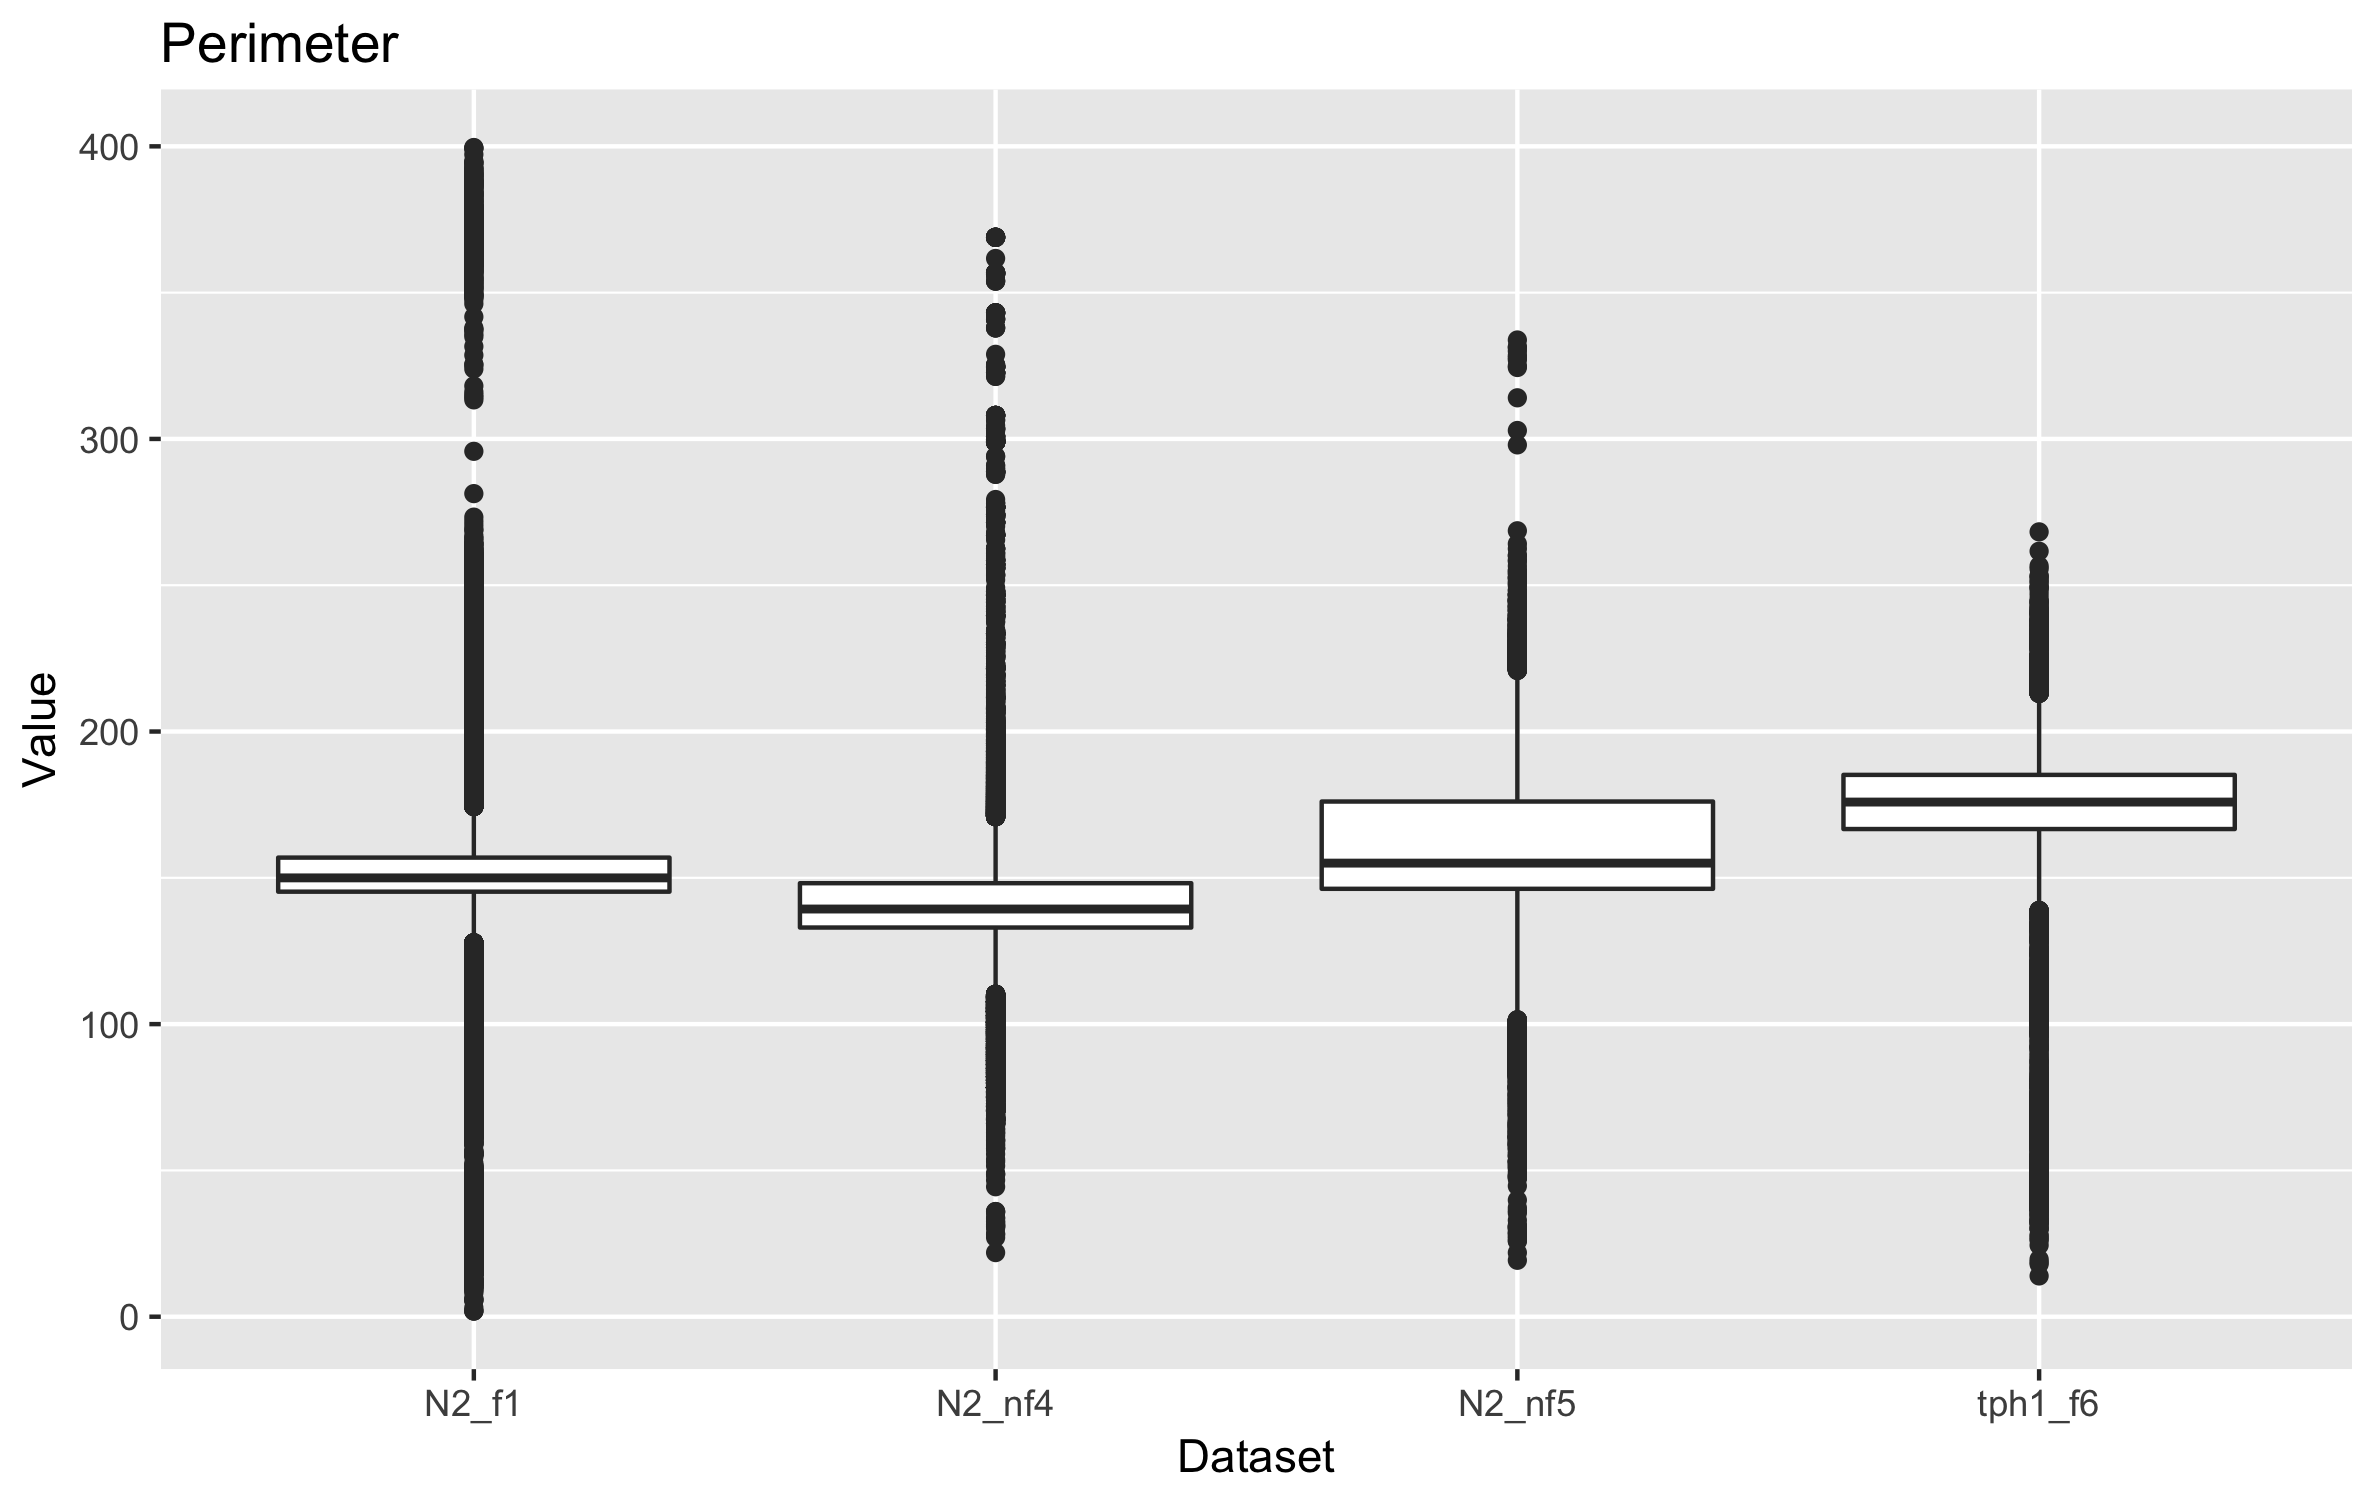 Perimeter
Value
400
300
200
100
0
N2_f1 N2_nf4 N2_nf5 tph1_f6
Dataset